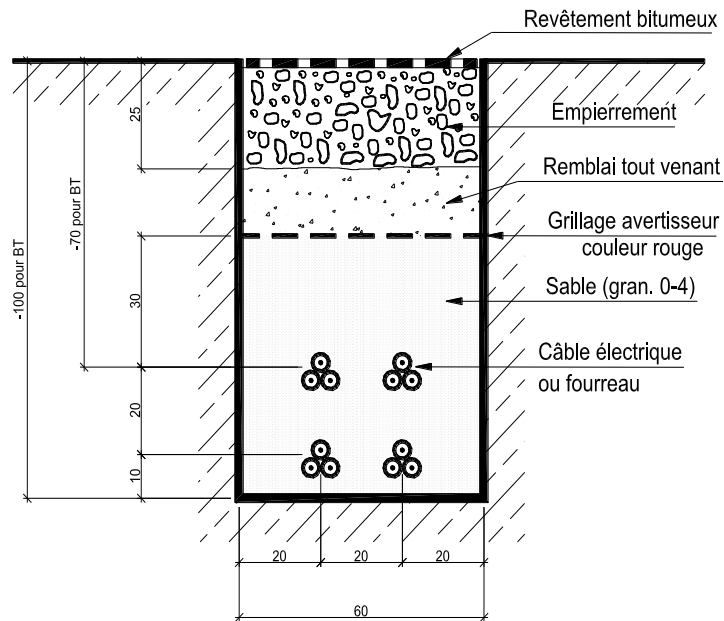 Revêtement bitumeux
Empierrement
Remblai tout venant
Grillage avertisseur
couleur rouge
Sable (gran. 0-4)
Câble électrique
ou fourreau
25
-70 pour BT
-100 pour BT
30
20
10
20
20
20
60